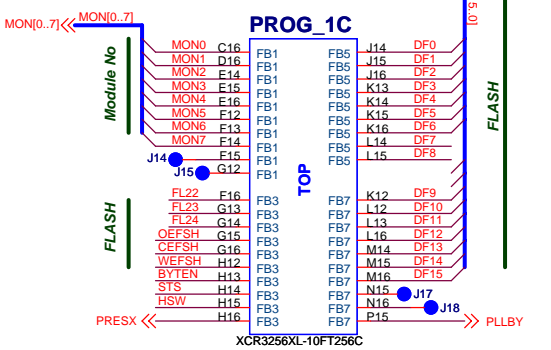 PROG_1C
5..0]
MON[0..7] MON[0..7]
MON0 C16 FB1 FB5 J14 DF0
MON1 D16 FB1 FB5 J15 DF1
MON2 E14 FB1 FB5 J16 DF2
MON3 E15 FB1 FB5 K13 DF3
MON4 E16 FB1 FB5 K14 DF4
MON5 F12 FB1 FB5 K15 DF5
MON6 F13 FB1 FB5 K16 DF6
MON7 F14 FB1 FB5 L14 DF7
J14 F15 FB1 FB5 L15 DF8
J15 G12 FB1
Module No
TOP
FLASH
FL22 F16 FB3 FB7 K12 DF9
FL23 G13 FB3 FB7 L12 DF10
FL24 G14 FB3 FB7 L13 DF11
OEFSH G15 FB3 FB7 L16 DF12
CEFSH G16 FB3 FB7 M14 DF13
WEFSH H12 FB3 FB7 M15 DF14
BYTEN H13 FB3 FB7 M16 DF15
STS H14 FB3 FB7 N15 J17
HSW H15 FB3 FB7 N16 J18
PRESX H16 FB3 FB7 P15 PLLBY
FLASH
XCR3256XL-10FT256C